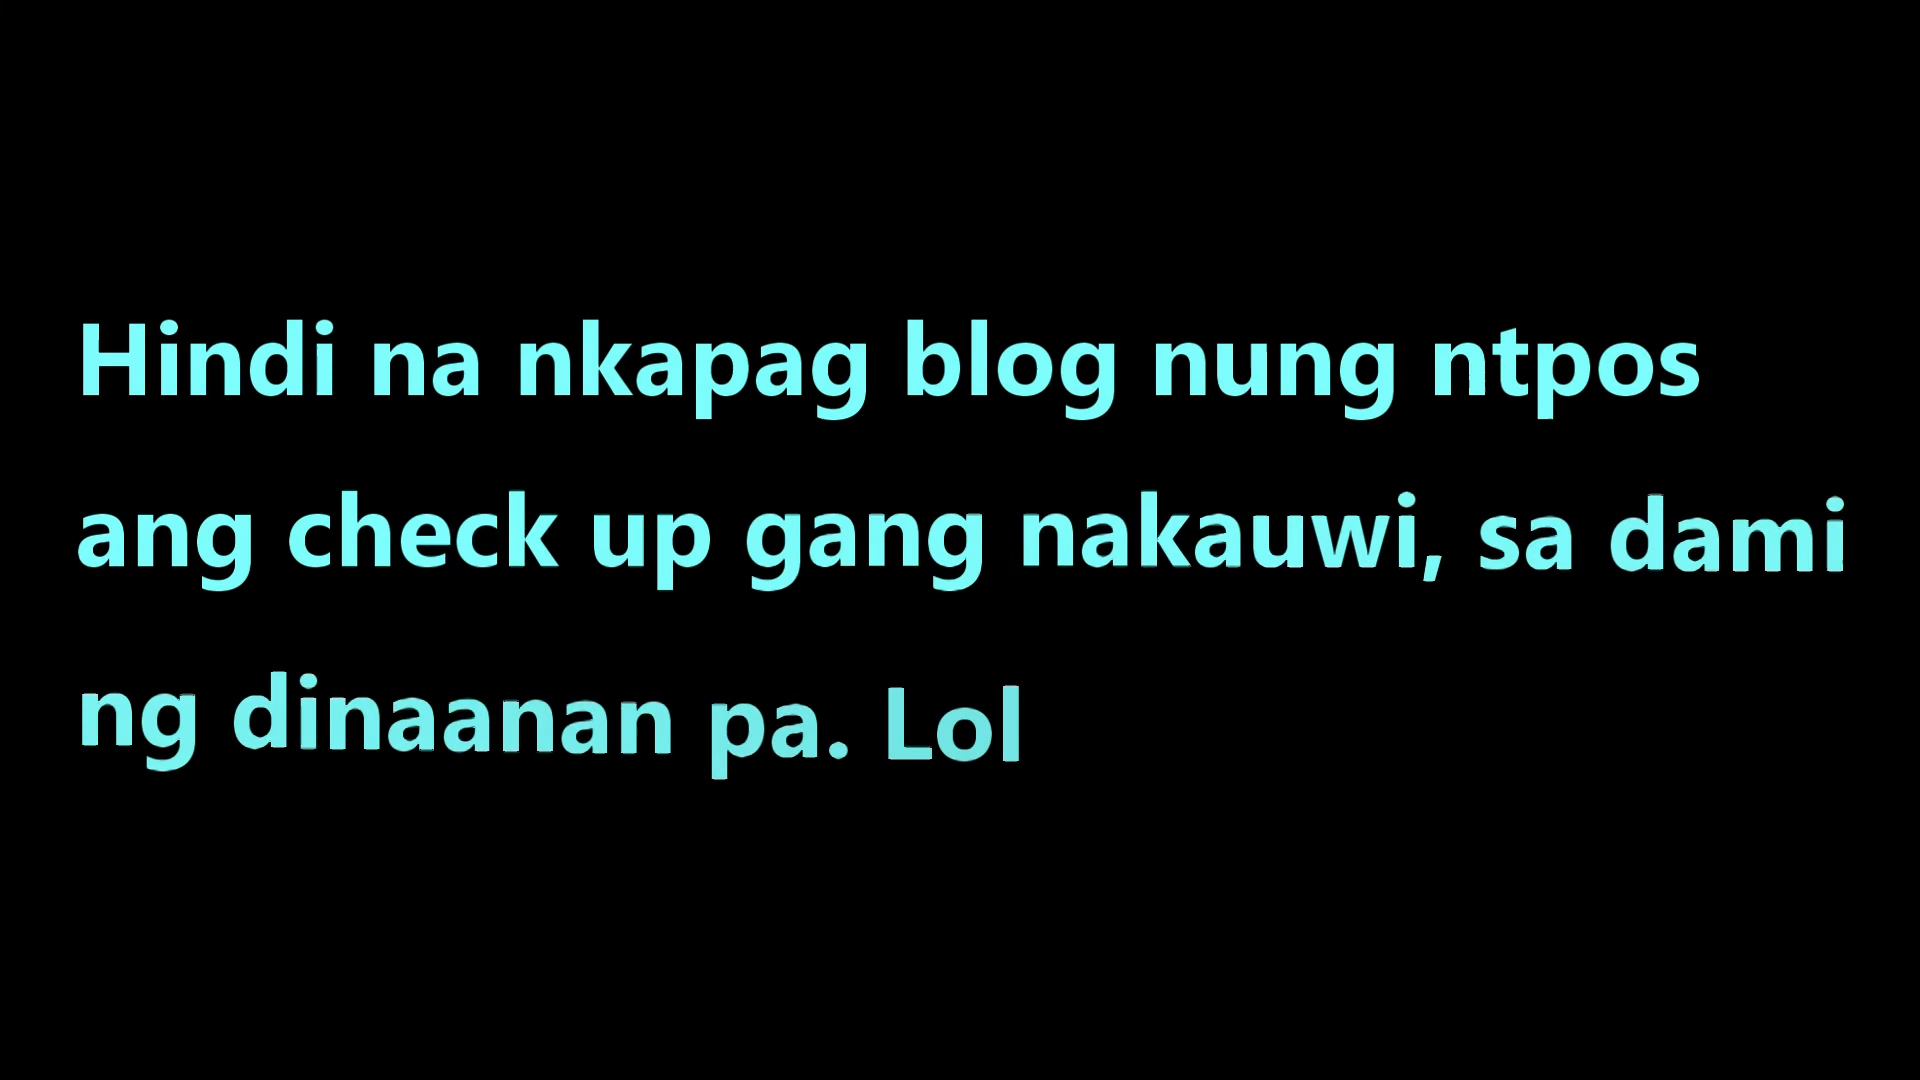 Hindi na nkapag blog nung ntpos
ang check up gang nakauwi, sa dami
ng dinaanan pa. Lol